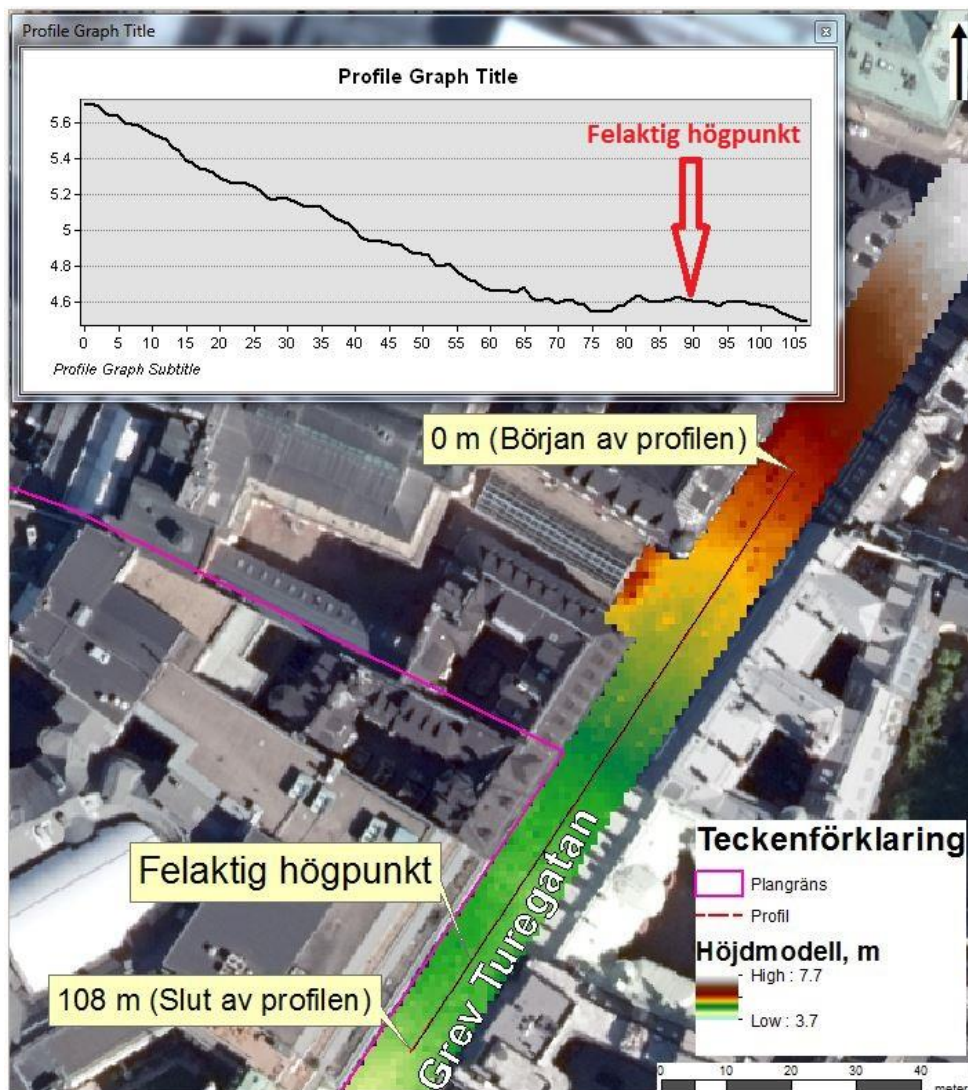 Profile Graph Title
Profile Graph Title
Felaktig högpunkt
5.6
5.4
5.2
5
4.8
4.6
0 5 10 15 20 25 30 35 40 45 50 55 60 65 70 75 80 85 90 95 100 105
Profile Graph Subtitle
0 m (Början av profilen)
Felaktig högpunkt
108 m (Slut av profilen)
Grev Turegatan
Teckenförklaring
Plangräns
Profil
Höjdmodell, m
High : 7.7
Low : 3.7
0 10 20 30 40